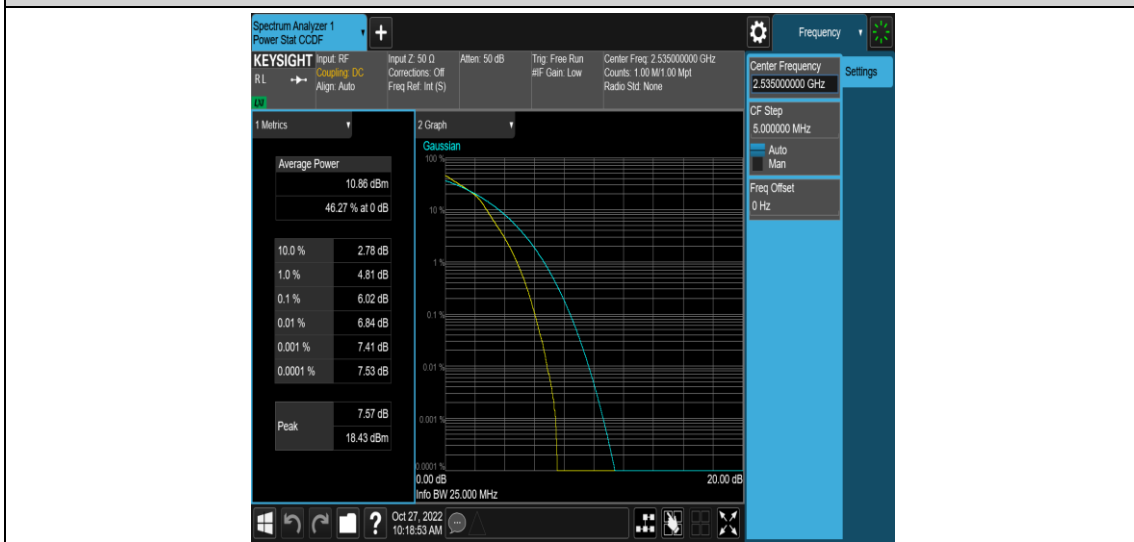 Spectrum Analyzer 1
Power Stat CCDF
Frequency
KEYSIGHT
RL
Input: RF
Coupling: DC
Align: Auto
Input Z: 50 Ω
Corrections: Off
Freq Ref: Int (S)
Atten: 50 dB
Trig: Free Run
#IF Gain: Low
Center Freq: 2.535000000 GHz
Counts: 1.00 M/1.00 Mpt
Radio Std: None
Center Frequency
2.535000000 GHz
Settings
CF Step
5.000000 MHz
Auto
Man
Freq Offset
0 Hz
1 Metrics
Average Power
10.86 dBm
46.27 % at 0 dB
10.0 % 2.78 dB
1.0 % 4.81 dB
0.1 % 6.02 dB
0.01 % 6.84 dB
0.001 % 7.41 dB
0.0001 % 7.53 dB
Peak
7.57 dB
18.43 dBm
2 Graph
Gaussian
100 %
10 %
1 %
0.1 %
0.01 %
0.001 %
0.0001 %
0.00 dB
20.00 dB
Info BW 25.000 MHz
?
Oct 27, 2022
10:18:53 AM